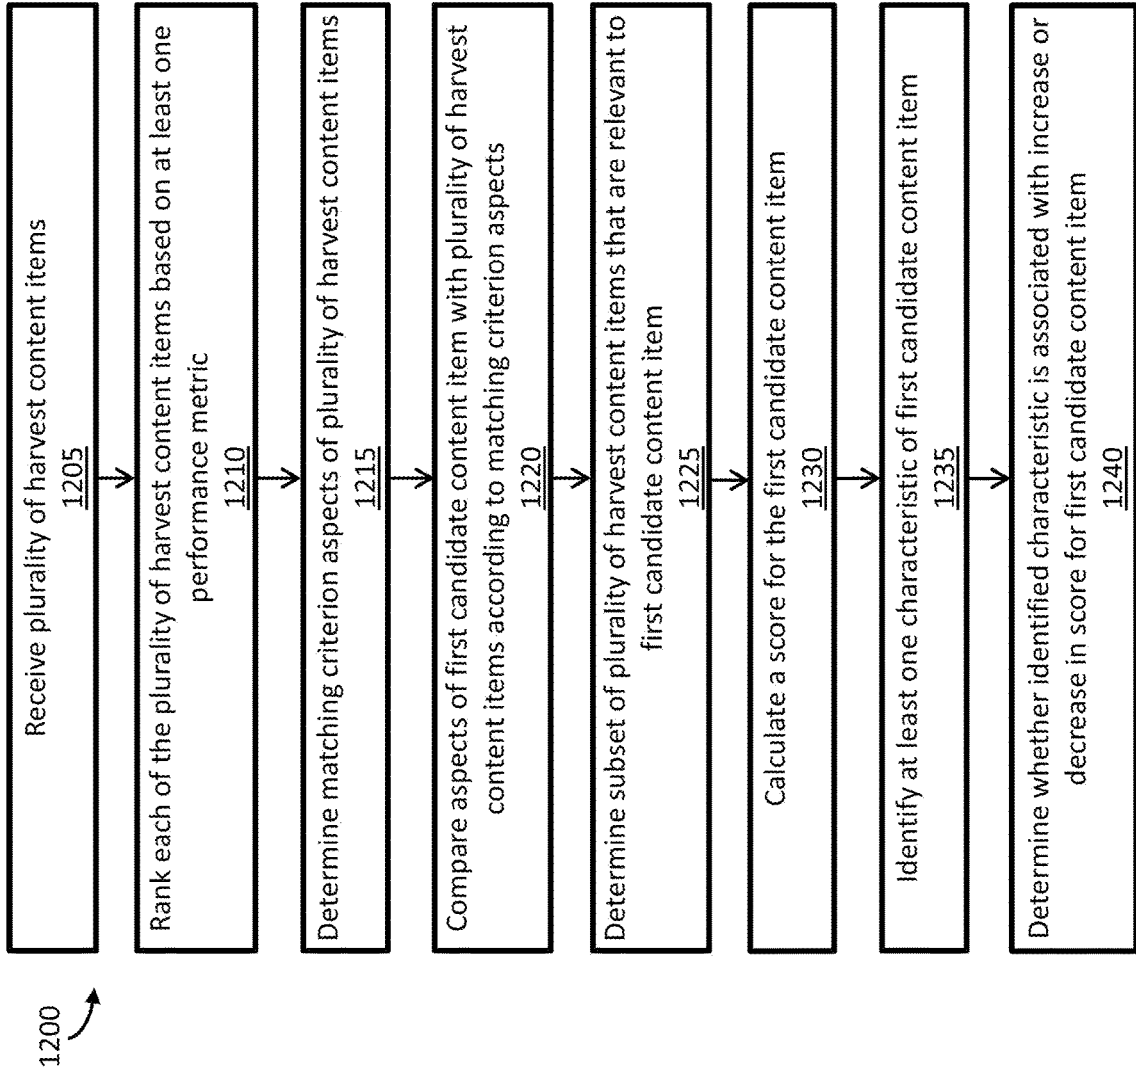 1200
Receive plurality of harvest content items
1205
Rank each of the plurality of harvest content items based on at least one
performance metric
1210
Determine matching criterion aspects of plurality of harvest content items
1215
Compare aspects of first candidate content item with plurality of harvest
content items according to matching criterion aspects
1220
Determine subset of plurality of harvest content items that are relevant to
first candidate content item
1225
Calculate a score for the first candidate content item
1230
Identify at least one characteristic of first candidate content item
1235
Determine whether identified characteristic is associated with increase or
decrease in score for first candidate content item
1240